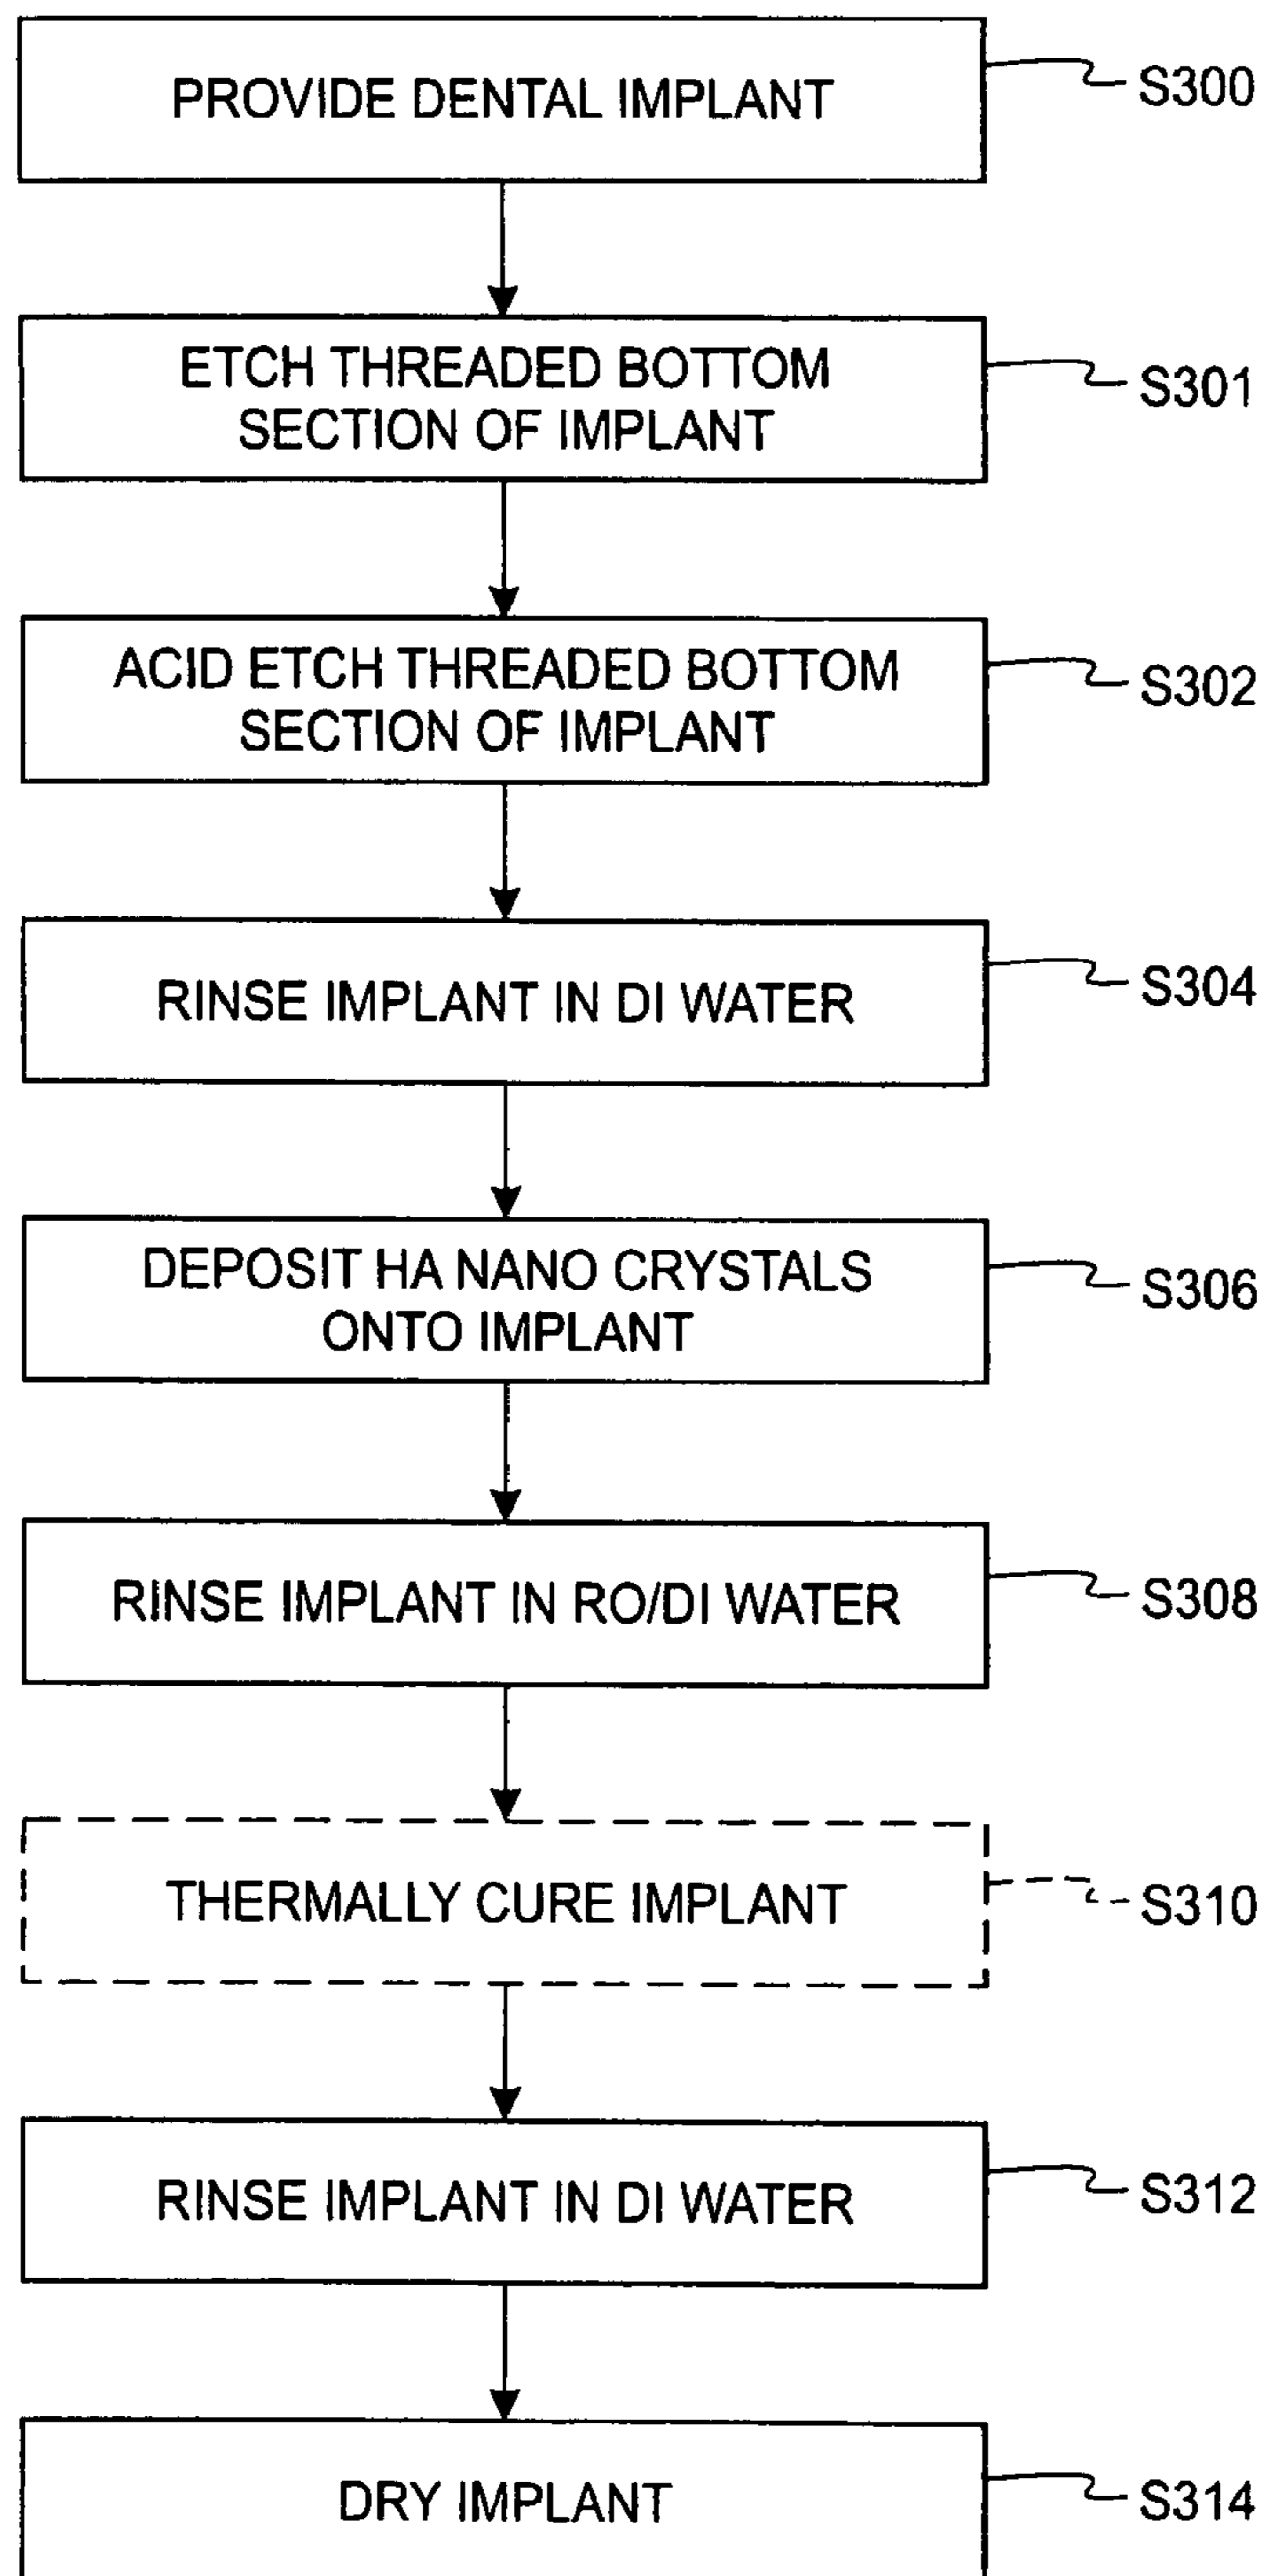 PROVIDE DENTAL IMPLANT
S300
ETCH THREADED BOTTOM
SECTION OF IMPLANT
S301
ACID ETCH THREADED BOTTOM
SECTION OF IMPLANT
S302
RINSE IMPLANT IN DI WATER
S304
DEPOSIT HA NANO CRYSTALS
ONTO IMPLANT
S306
RINSE IMPLANT IN RO/DI WATER
S308
THERMALLY CURE IMPLANT
S310
RINSE IMPLANT IN DI WATER
S312
DRY IMPLANT
S314